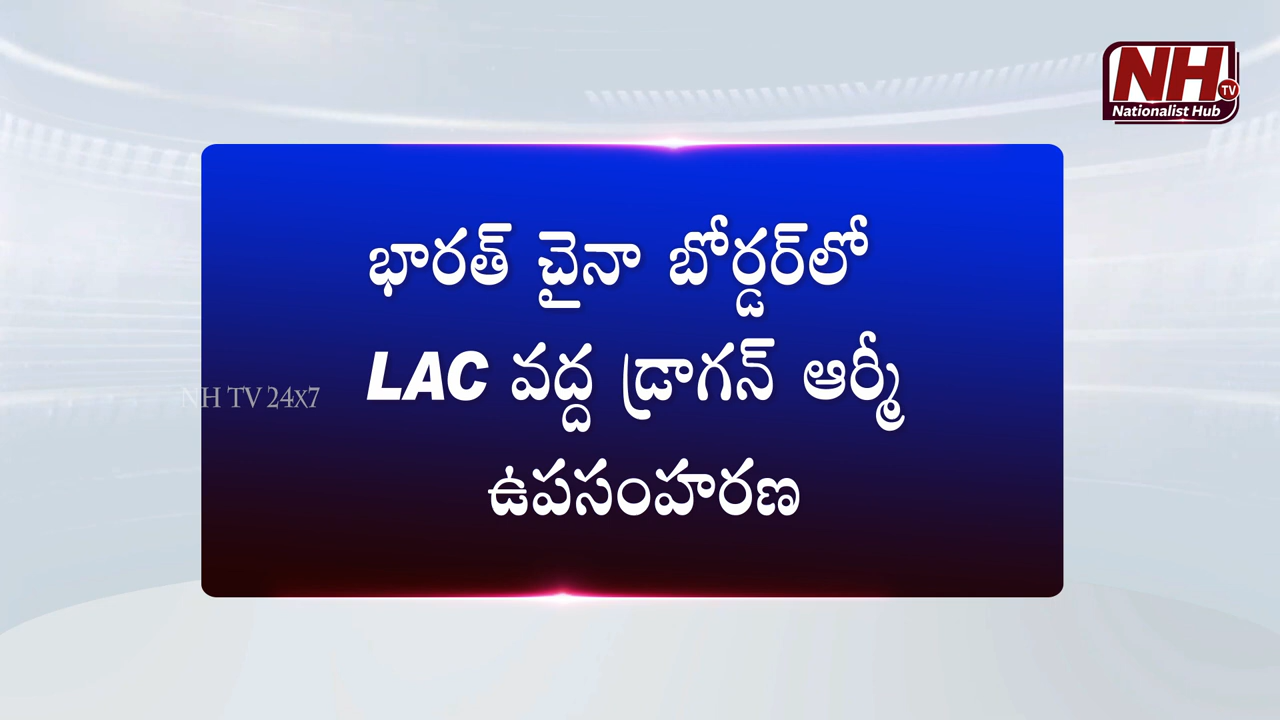 NH TV
Nationalist Hub
భారత్ చైనా బోర్డర్‌లో
LAC వద్ద డ్రాగన్ ఆర్మీ
NH TV 24x7
ఉపసంహరణ